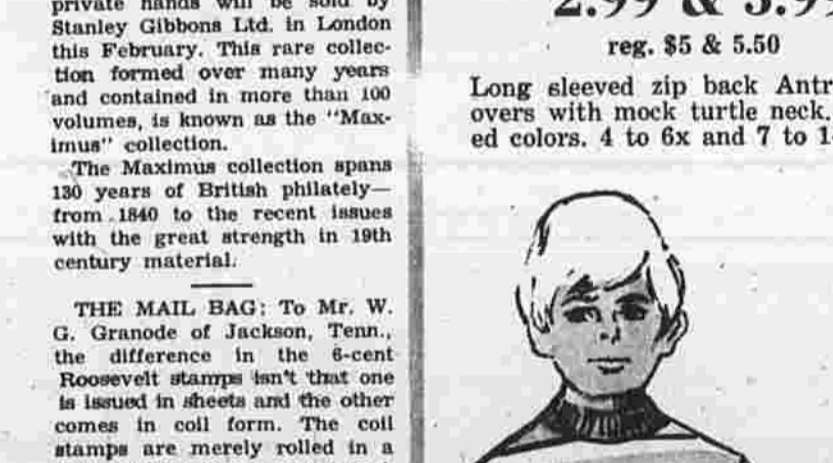 private hands will be sold by
Stanley Gibbons Ltd. in London
this February. This rare collec-
tion formed over many years
and contained in more than 100
volumes, is known as the "Max-
imus" collection.
The Maximus collection spans
130 years of British philately—
from 1840 to the recent issues
with the great strength in 19th
century material.
THE MAIL BAG: To Mr. W.
G. Granode of Jackson, Tenn.,
the difference in the 6-cent
Roosevelt stamps isn't that one
is issued in sheets and the other
comes in coil form. The coil
stamps are merely rolled in a
2.99 & 3.99
reg. $5 & 5.50
Long sleeved zip back Antr
overs with mock turtle neck.
ed colors. 4 to 6x and 7 to 1